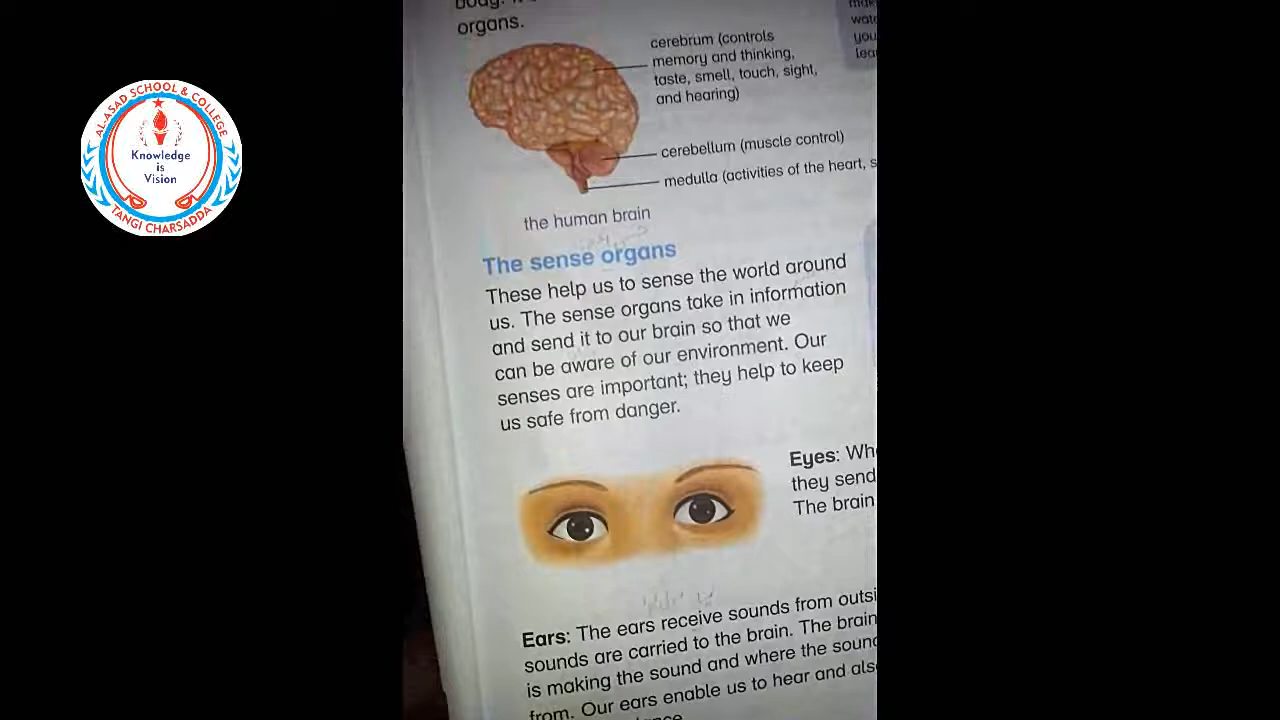 AL-ASAD SCHOOL & COLLEGE
Knowledge
is
Vision
TANGI CHARSADDA
organs.
cerebrum (controls
memory and thinking,
taste, smell, touch, sight,
and hearing)
cerebellum (muscle control)
medulla (activities of the heart, s
the human brain
The sense organs
These help us to sense the world around
us. The sense organs take in information
and send it to our brain so that we
can be aware of our environment. Our
senses are important; they help to keep
us safe from danger.
Eyes: Wh
they send
The brain
Ears: The ears receive sounds from outsi
sounds are carried to the brain. The brain
is making the sound and where the sound
from. Our ears enable us to hear and als